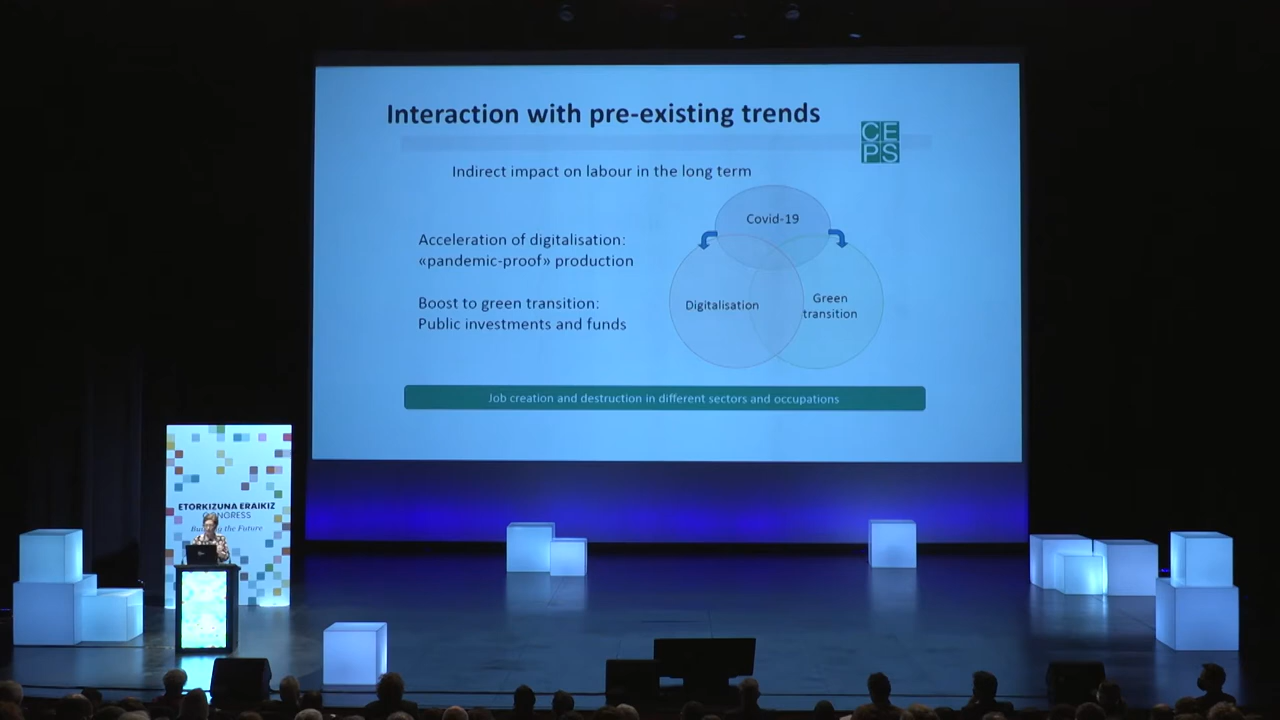 Interaction with pre-existing trends
CE
PS
Indirect impact on labour in the long term
Covid-19
Acceleration of digitalisation:
«pandemic-proof» production
Boost to green transition:
Public investments and funds
Digitalisation
Green
transition
Job creation and destruction in different sectors and occupations
ETORKIZUNA ERAIKIZ
CONGRESS
the Future